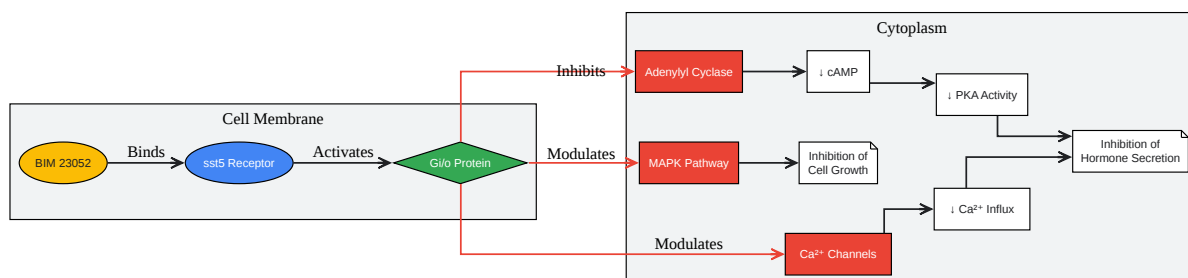 Cytoplasm
Inhibits
Adenylyl Cyclase
↓ cAMP
↓ PKA Activity
Cell Membrane
BIM 23052
Binds
sst5 Receptor
Activates
Gi/o Protein
Modulates
MAPK Pathway
Inhibition of
Cell Growth
Inhibition of
Hormone Secretion
↓ Ca²⁺ Influx
Modulates
Ca²⁺ Channels